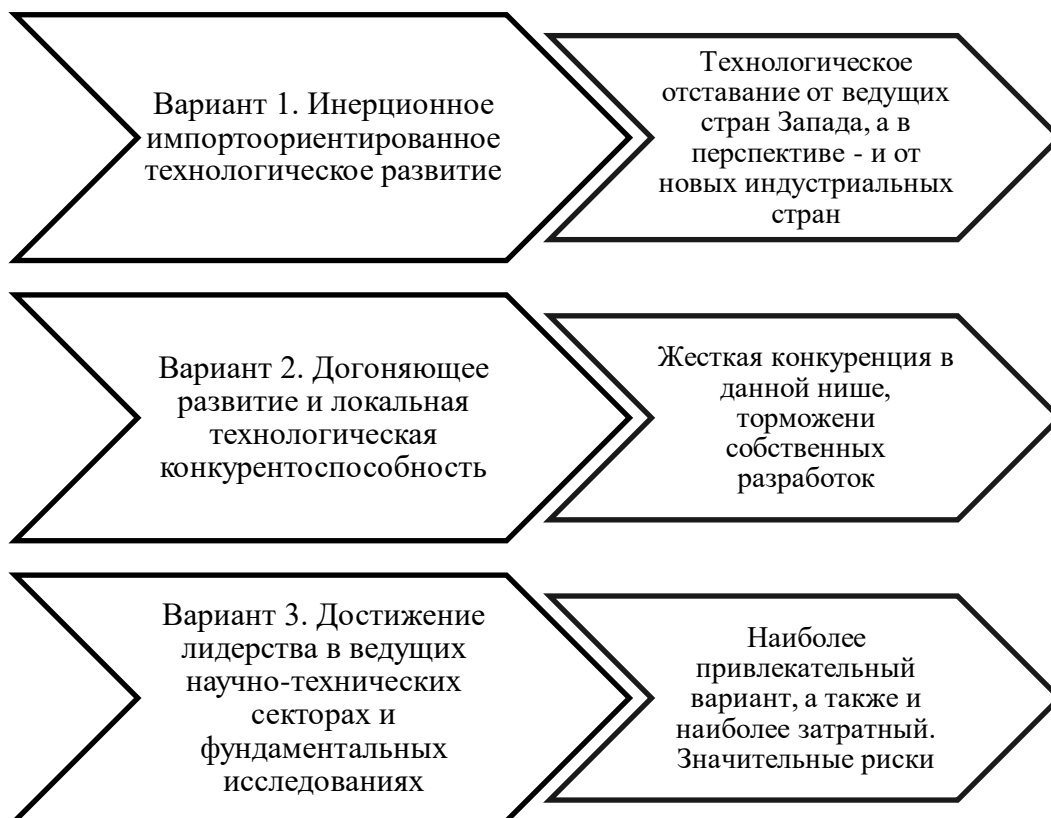 Вариант 1. Инерционное
импортоориентированное
технологическое развитие
Технологическое
отставание от ведущих
стран Запада, а в
перспективе - и от
новых индустриальных
стран
Вариант 2. Догоняющее
развитие и локальная
технологическая
конкурентоспособность
Жесткая конкуренция в
данной нише,
торможени
собственных
разработок
Вариант 3. Достижение
лидерства в ведущих
научно-технических
секторах и
фундаментальных
исследованиях
Наиболее
привлекательный
вариант, а также и
наиболее затратный.
Значительные риски